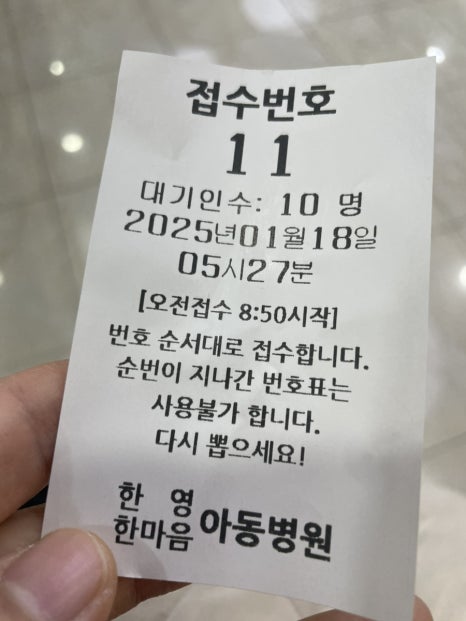 접수번호
11
대기인수: 10 명
2025년01월18일
05시27분
[오전접수 8:50시작]
번호 순서대로 접수합니다.
순번이 지나간 번호표는
사용불가 합니다.
다시 뽑으세요!
한 영
한마음 아동병원